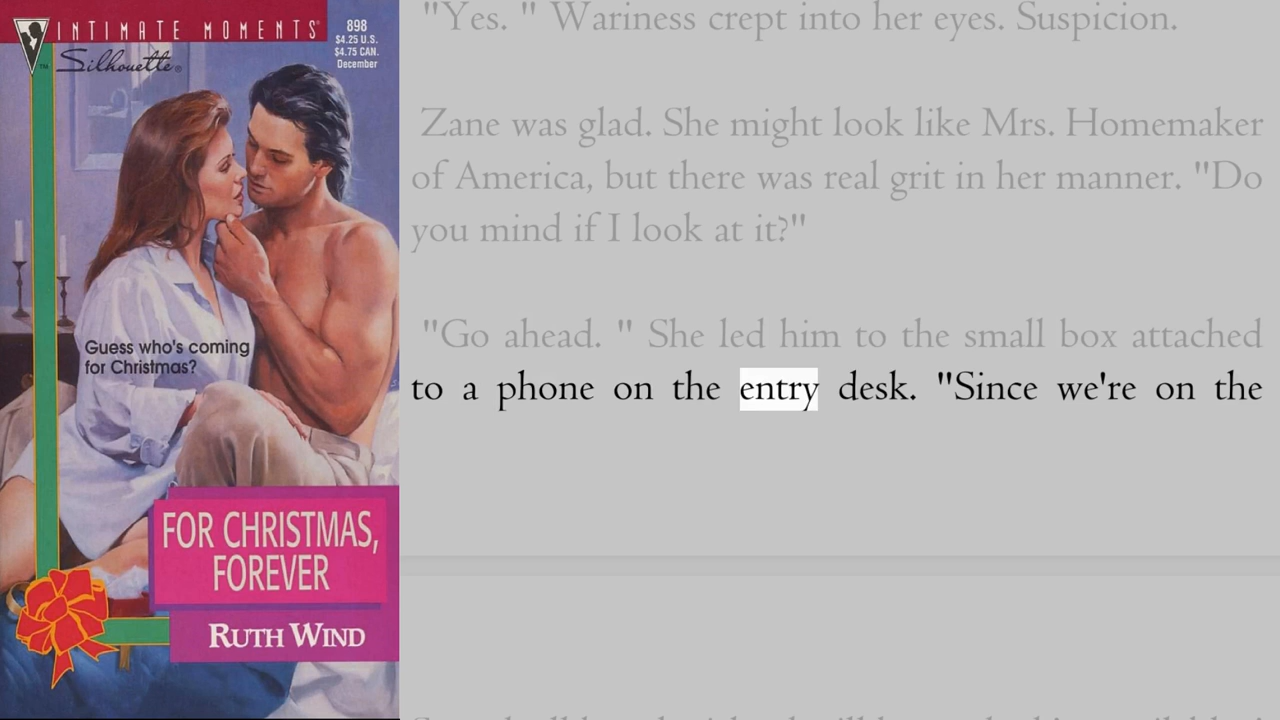 INTIMATE MOMENTS®
898
$4.25 U.S.
$4.75 CAN.
December
™
Silhouette®
Guess who's coming
for Christmas?
FOR CHRISTMAS,
FOREVER
RUTH WIND
"Yes. " Wariness crept into her eyes. Suspicion.
Zane was glad. She might look like Mrs. Homemaker
of America, but there was real grit in her manner. "Do
you mind if I look at it?"
"Go ahead. " She led him to the small box attached
to a phone on the entry desk. "Since we're on the